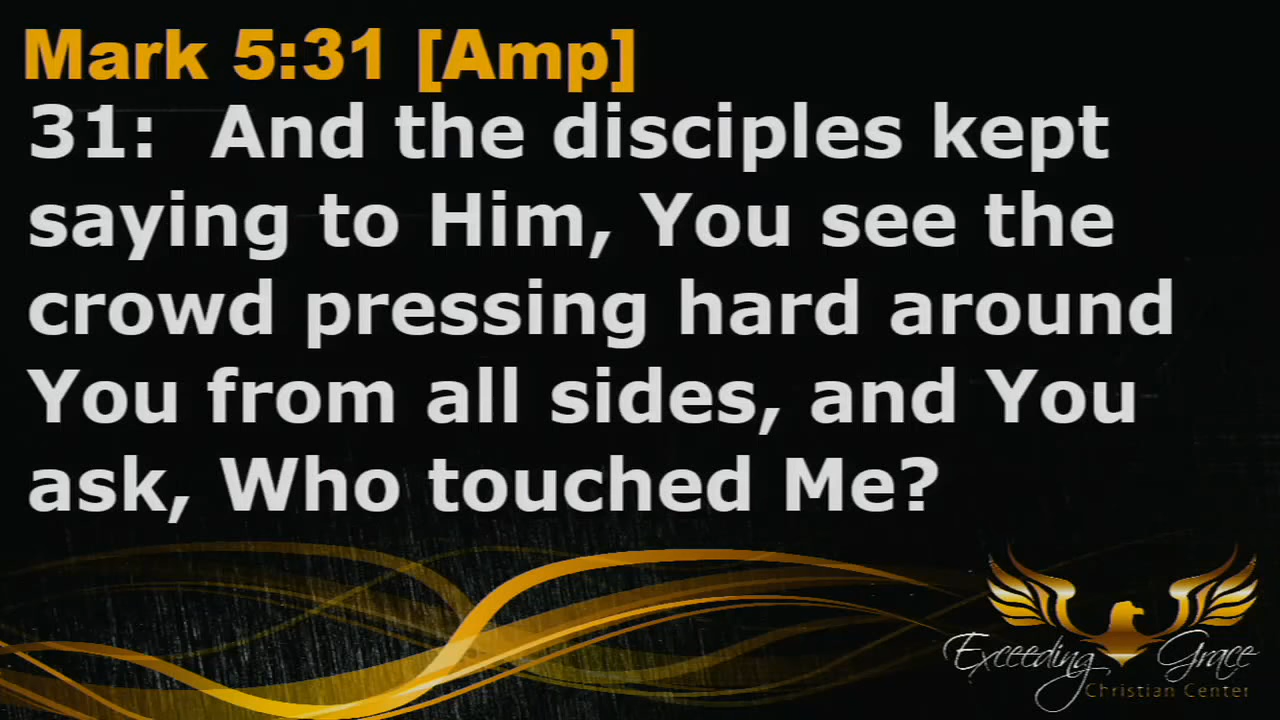 Mark 5:31 [Amp]
31:  And the disciples kept
saying to Him, You see the
crowd pressing hard around
You from all sides, and You
ask, Who touched Me?
Exceeding Grace
Christian Center